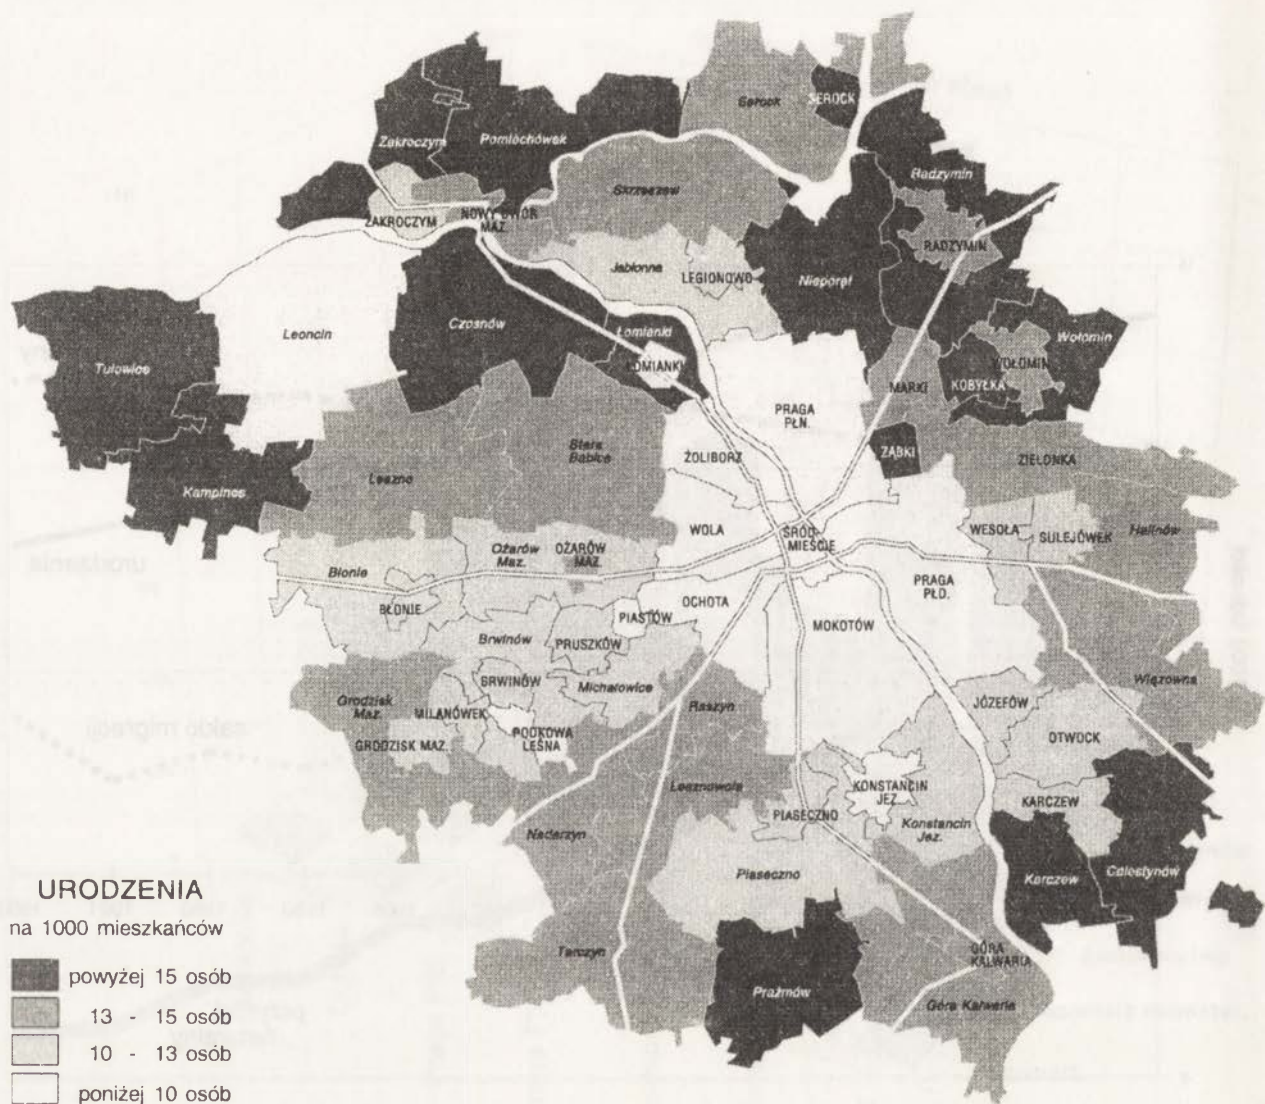 Serock
SEROCK
Zakroczym
Pomiechówek
Radzymin
Skrzeszew
ZAKROCZYM
NOWY DWÓR
MAZ.
RADZYMIN
Jabłonna
LEGIONOWO
Nieporęt
Leoncin
Czosnów
Łomianki
Wołomin
WOŁOMIN
Tułowice
ŁOMIANKI
MARKI
KOBYŁKA
PRAGA
PŁN.
Stare
Babice
ŻOLIBORZ
ZĄBKI
ZIELONKA
Leszno
Kampinos
WOLA
ŚRÓD-
MIEŚCIE
WESOŁA
SULEJÓWEK
Halinów
Ożarów
Maz.
OŻARÓW
MAZ.
Błonie
PRAGA
PŁD.
BŁONIE
OCHOTA
PIASTÓW
MOKOTÓW
Brwinów
PRUSZKÓW
BRWINÓW
Michałowice
Wiązowna
Grodzisk
Maz.
MILANÓWEK
Raszyn
JÓZEFÓW
GRODZISK MAZ.
PODKOWA
LEŚNA
OTWOCK
Lesznowola
KONSTANCIN
JEZ.
KARCZEW
PIASECZNO
Konstancin
Jez.
Nadarzyn
Piaseczno
Karczew
Celestynów
Tarczyn
GÓRA
KALWARIA
Prażmów
Góra Kalwaria
URODZENIA
na 1000 mieszkańców
powyżej 15 osób
13 - 15 osób
10 - 13 osób
poniżej 10 osób